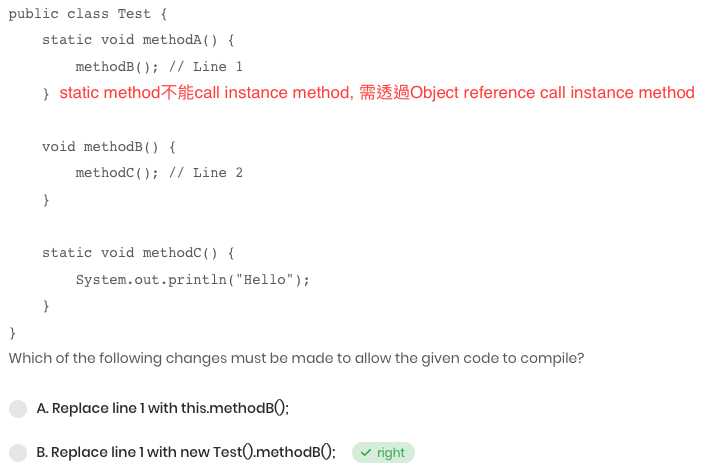 public class Test {
static void methodA() {
methodB(); // Line 1
} static method不能call instance method, 需透過Object reference call instance method
void methodB() {
methodC(); // Line 2
}
static void methodC() {
System.out.println("Hello");
}
}
Which of the following changes must be made to allow the given code to compile?
A. Replace line 1 with this.methodB();
B. Replace line 1 with new Test().methodB(); right